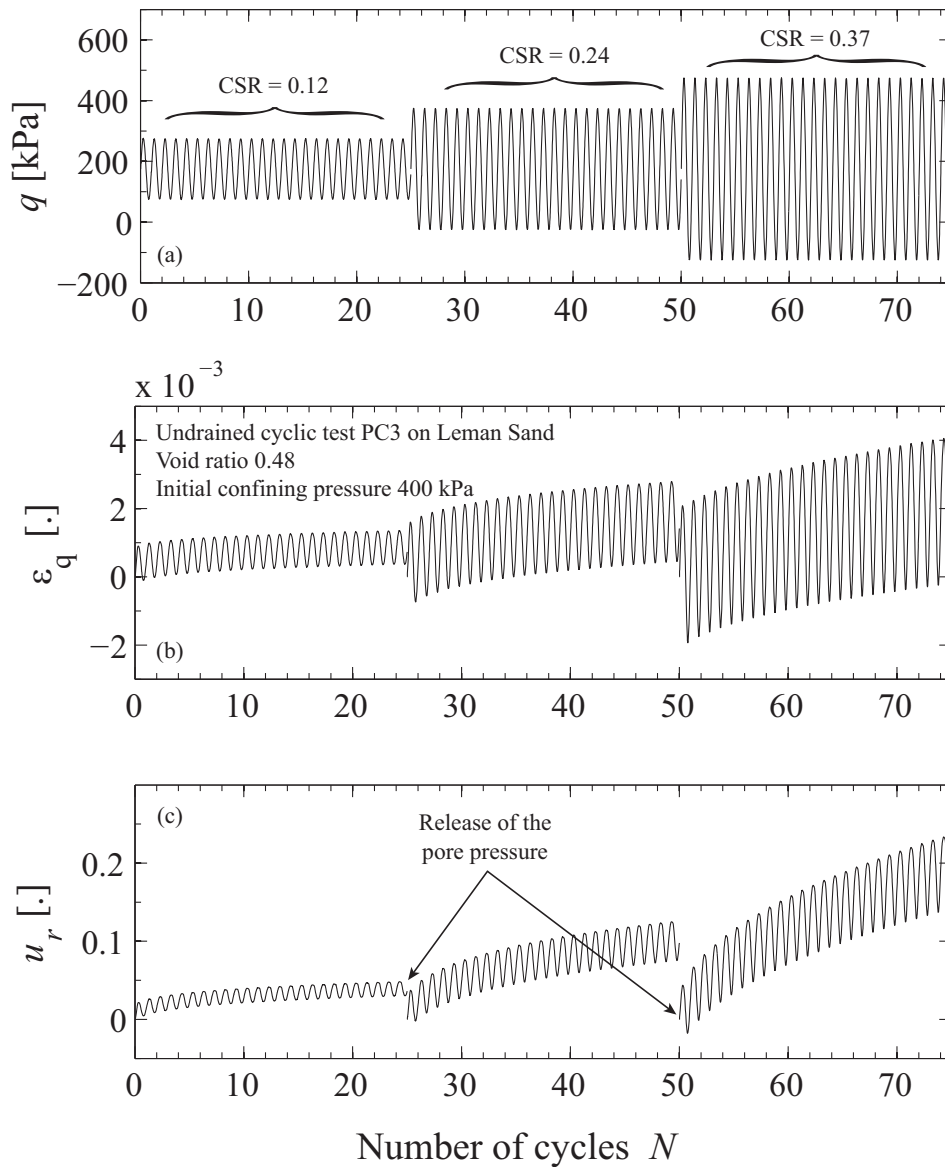 600
400
200
0
−200
q [kPa]
CSR = 0.12
CSR = 0.24
CSR = 0.37
(a)
0 10 20 30 40 50 60 70
x 10⁻³
4
2
0
−2
ε_q [.]
Undrained cyclic test PC3 on Leman Sand
Void ratio 0.48
Initial confining pressure 400 kPa
(b)
0 10 20 30 40 50 60 70
0.2
0.1
0
u_r [.]
(c)
Release of the
pore pressure
0 10 20 30 40 50 60 70
Number of cycles N